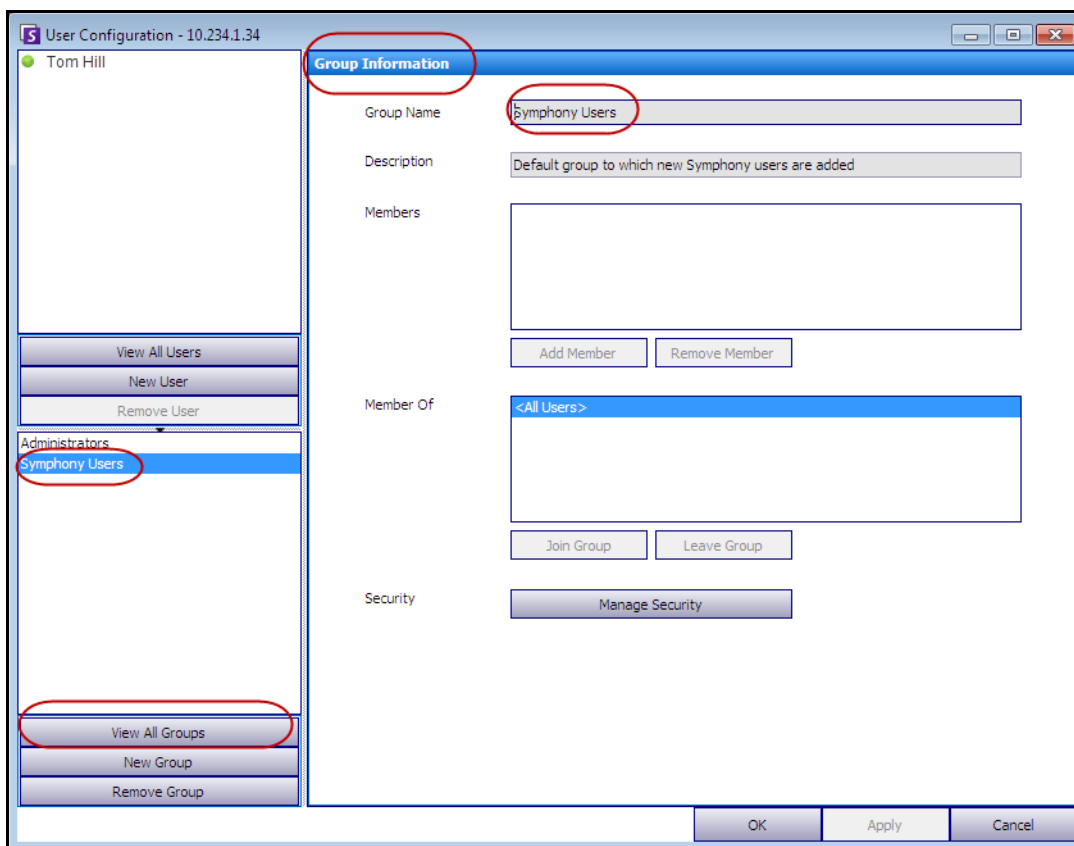 User Configuration - 10.234.1.34
Tom Hill
View All Users
New User
Remove User
Administrators
Symphony Users
View All Groups
New Group
Remove Group
Group Information
Group Name
Symphony Users
Description
Default group to which new Symphony users are added
Members
Add Member
Remove Member
Member Of
<All Users>
Join Group
Leave Group
Security
Manage Security
OK
Apply
Cancel